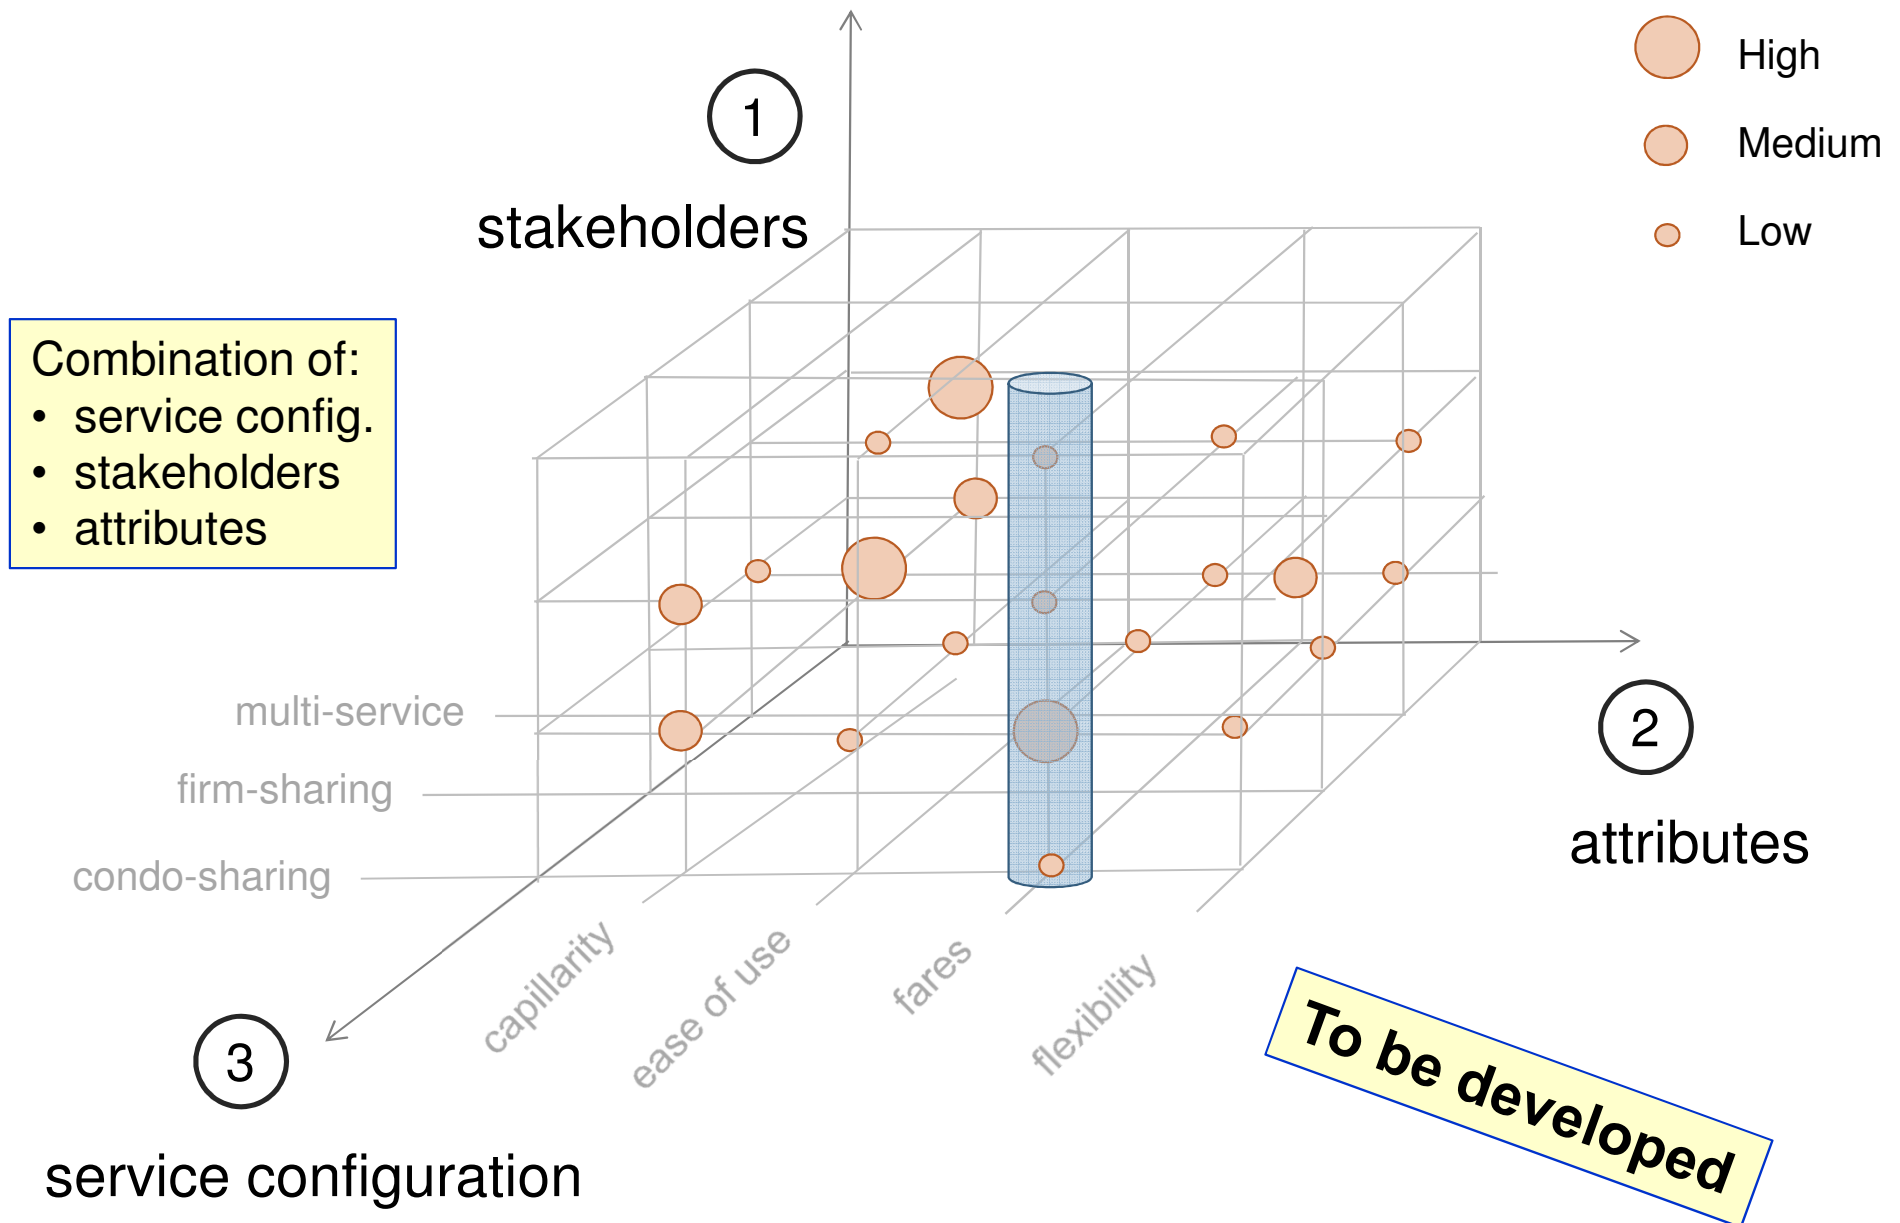 1
stakeholders
High
Medium
Low
Combination of:
• service config.
• stakeholders
• attributes
multi-service
firm-sharing
condo-sharing
2
attributes
capillarity
ease of use
fares
flexibility
3
service configuration
To be developed